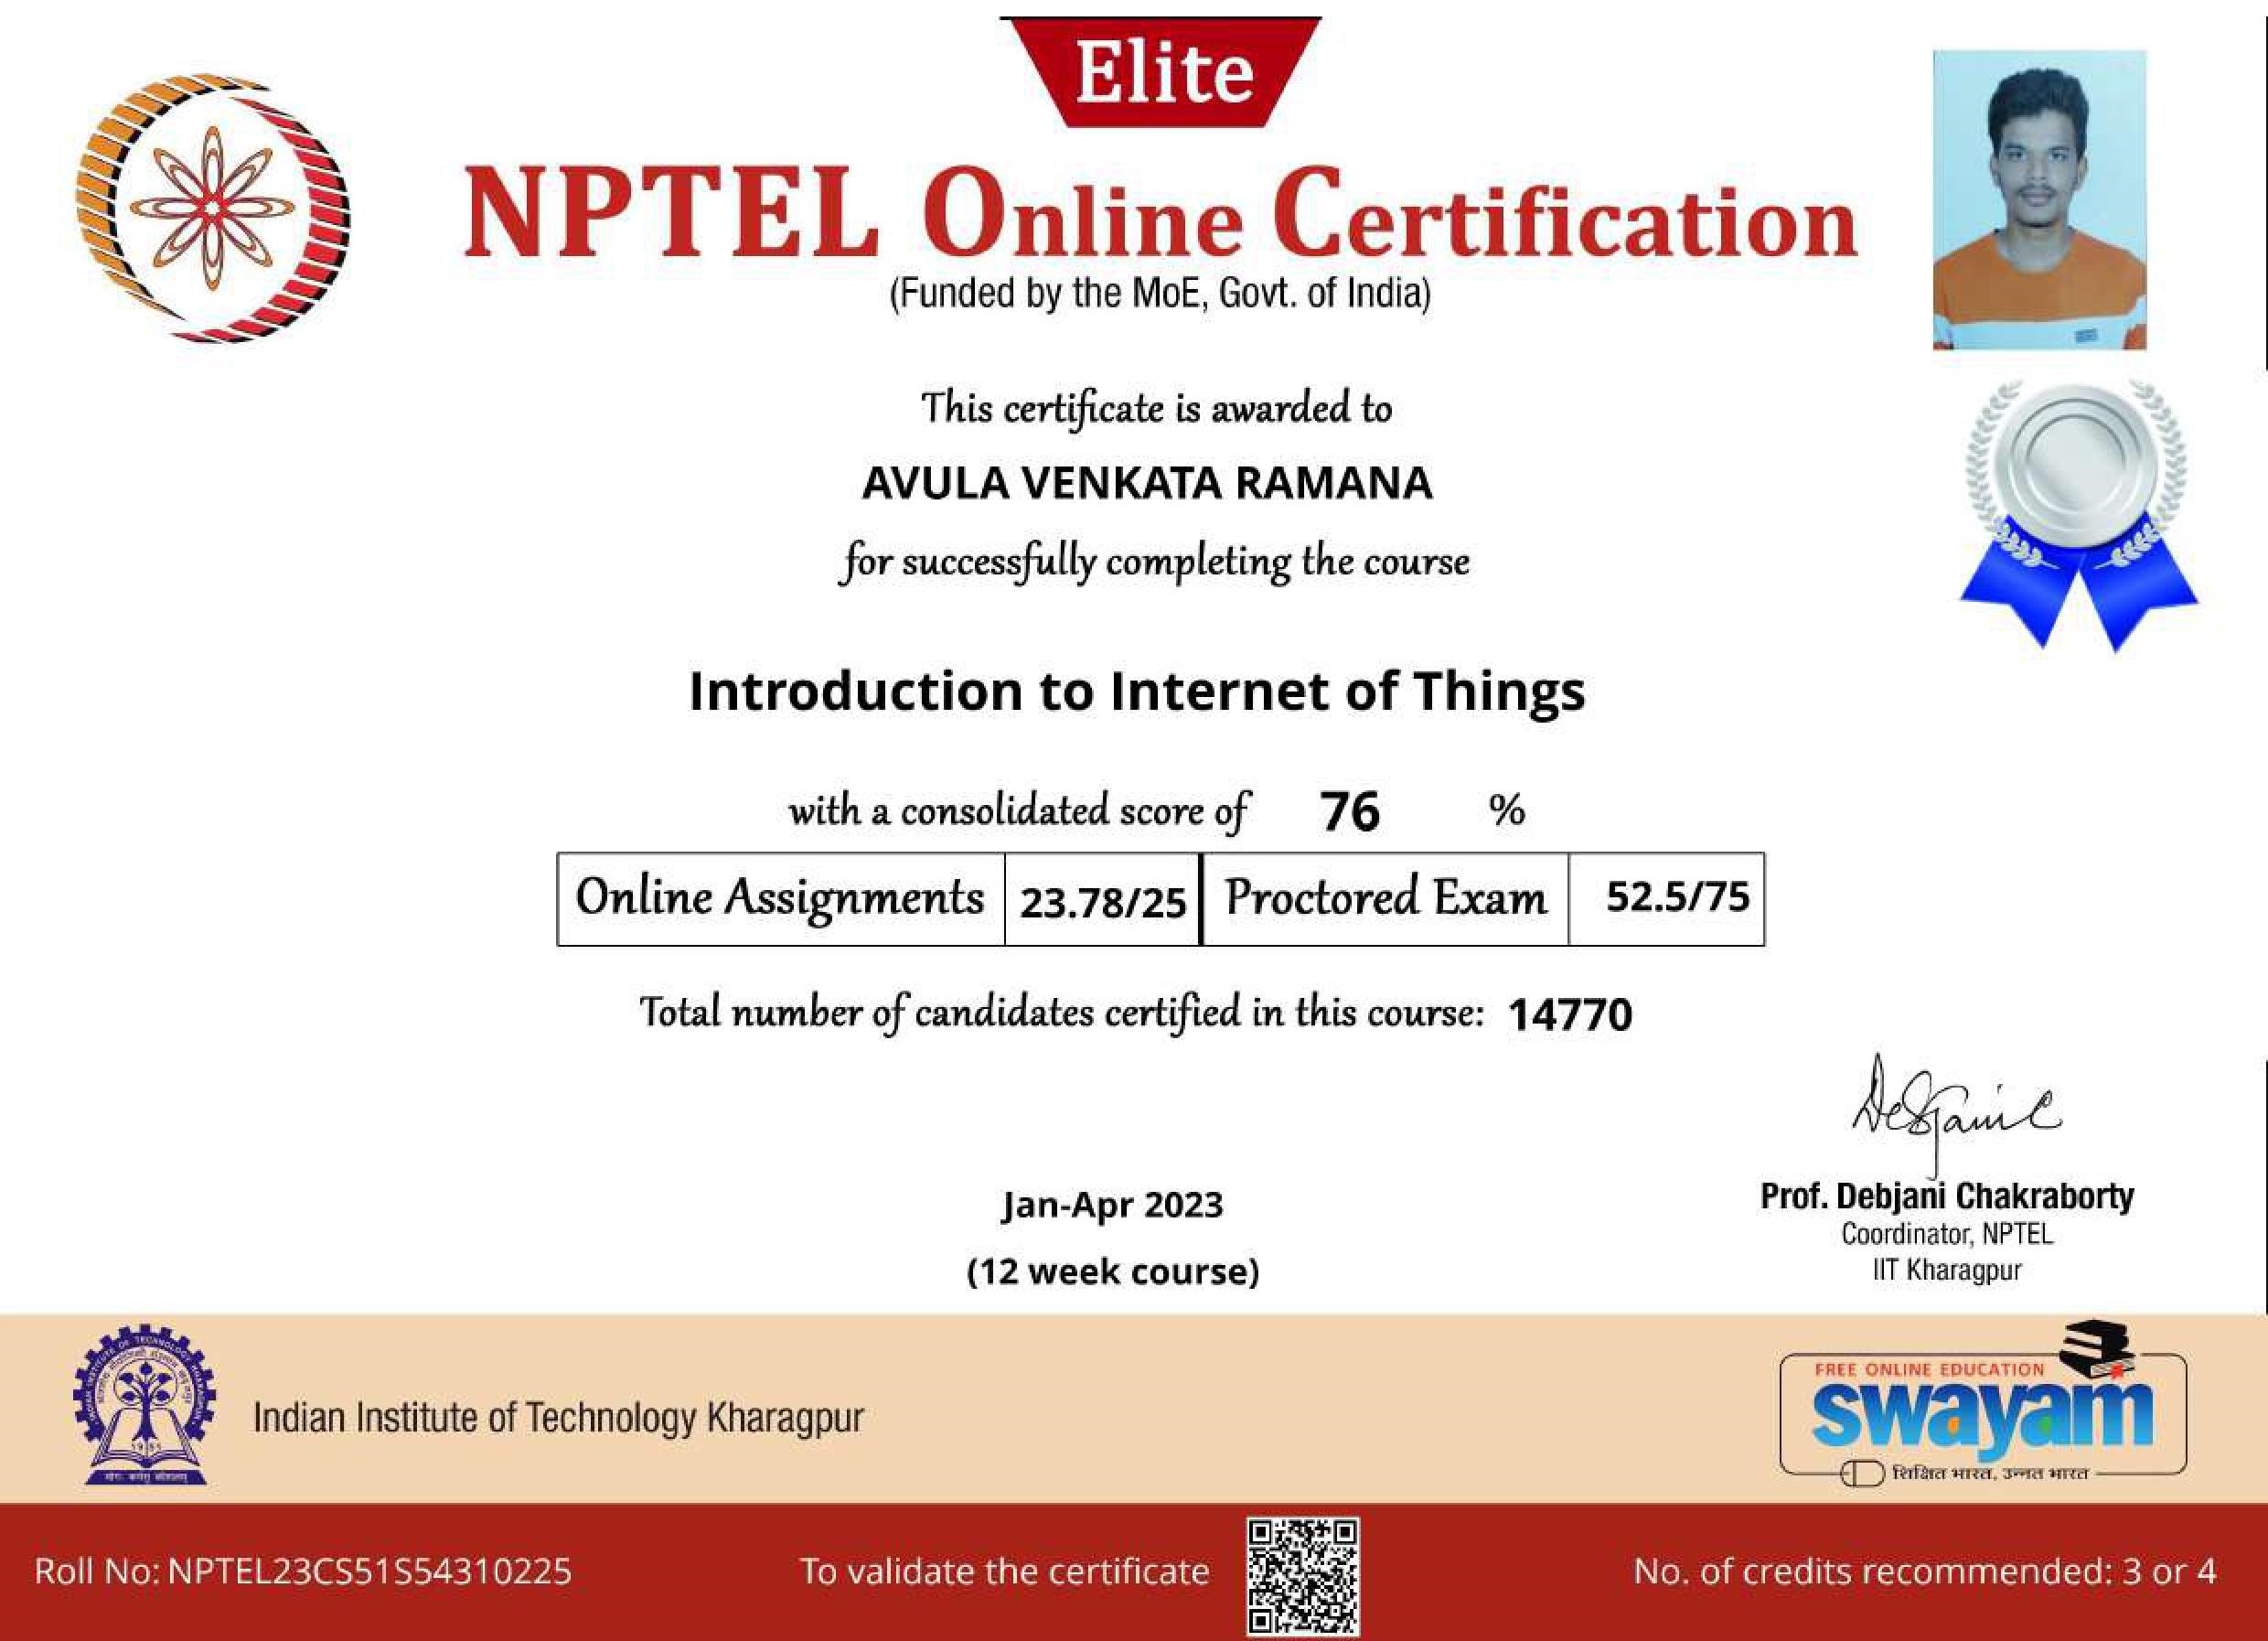 Elite
NPTEL Online Certification
(Funded by the MoE, Govt. of India)
This certificate is awarded to
AVULA VENKATA RAMANA
for successfully completing the course
Introduction to Internet of Things
with a consolidated score of 76 %
Online Assignments 23.78/25 Proctored Exam 52.5/75
Total number of candidates certified in this course: 14770
Jan-Apr 2023
(12 week course)
Prof. Debjani Chakraborty
Coordinator, NPTEL
IIT Kharagpur
Indian Institute of Technology Kharagpur
FREE ONLINE EDUCATION
swayam
शिक्षित भारत, उन्नत भारत
Roll No: NPTEL23CS51S54310225
To validate the certificate
No. of credits recommended: 3 or 4